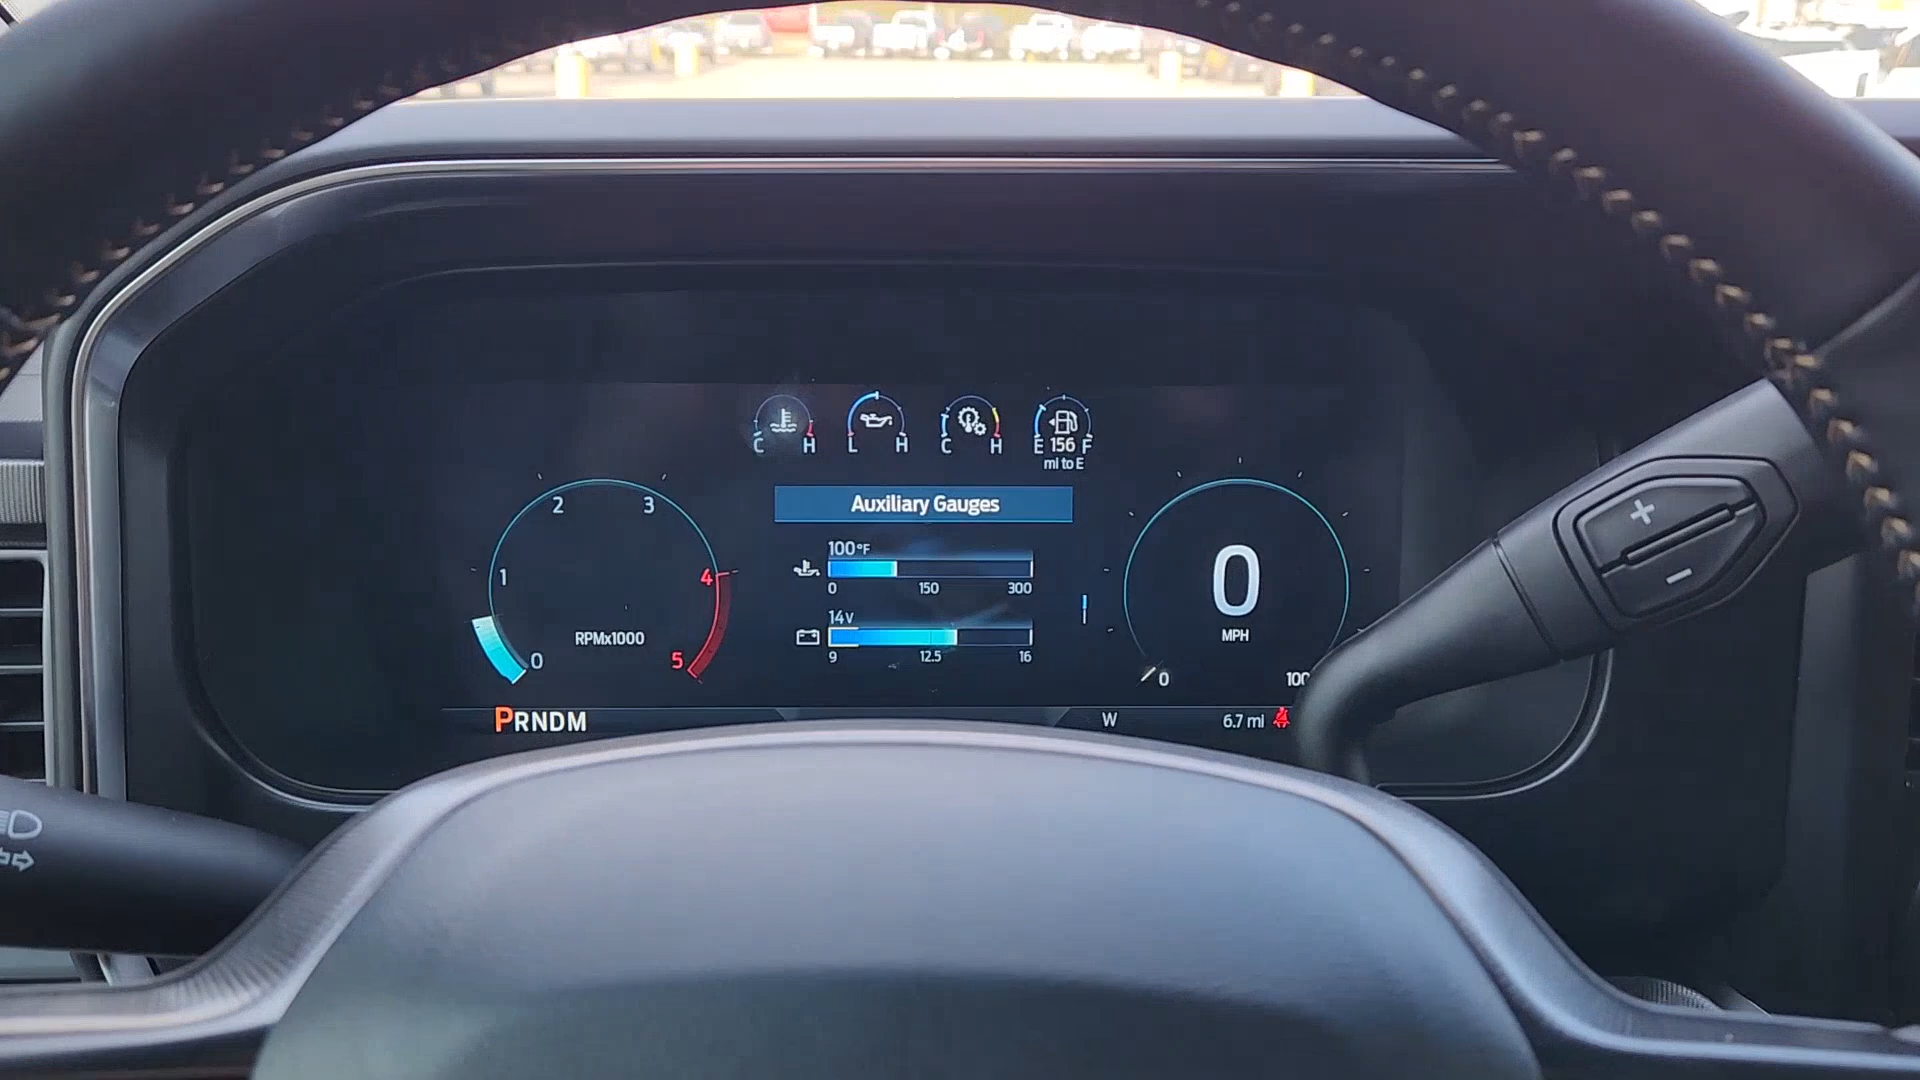 C H L H C H E 156 F
mi to E
Auxiliary Gauges
100°F
0 150 300
14V
9 12.5 16
0 1 2 3 4 5
RPMx1000
0
MPH
0 100
PRNDM
W
6.7 mi
+
-